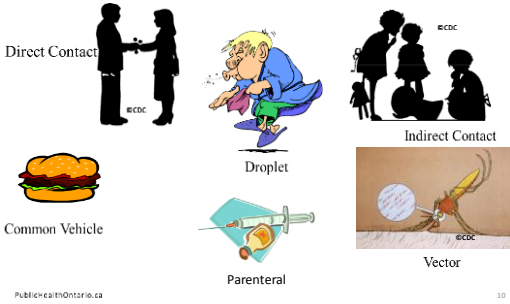 ©CDC
Direct Contact
©CDC
Indirect Contact
Droplet
Common Vehicle
©CDC
Vector
Parenteral
PublicHealthOntario.ca
10